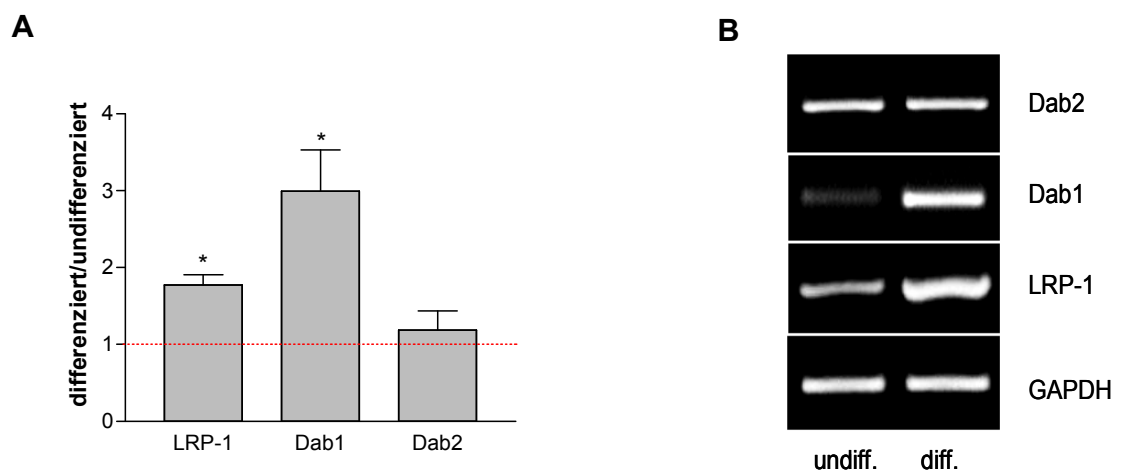 A
differenziert/undifferenziert
4
3
2
1
0
*
*
LRP-1 Dab1 Dab2
B
Dab2
Dab1
LRP-1
GAPDH
undiff. diff.